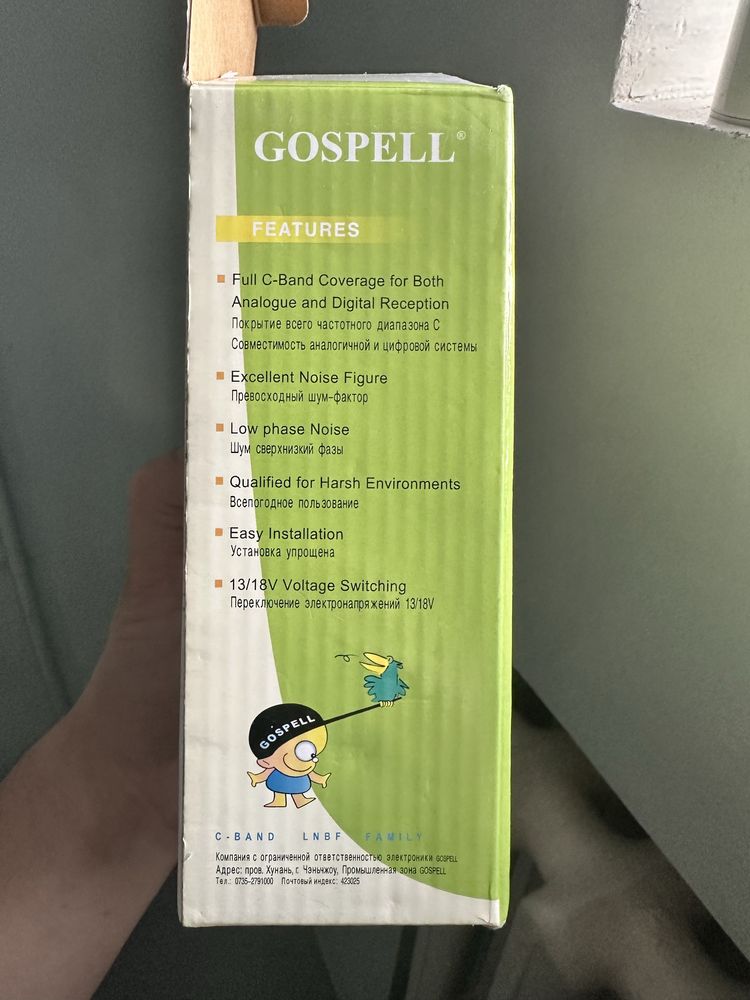 GOSPELL®
FEATURES
Full C-Band Coverage for Both
Analogue and Digital Reception
Покрытие всего частотного диапазона С
Совместимость аналогичной и цифровой системы
Excellent Noise Figure
Превосходный шум-фактор
Low phase Noise
Шум сверхнизкий фазы
Qualified for Harsh Environments
Всепогодное пользование
Easy Installation
Установка упрощена
13/18V Voltage Switching
Переключение электронапряжений 13/18V
GOSPELL
C-BAND LNBF FAMILY
Компания с ограниченной ответственностью электроники GOSPELL
Адрес: пров. Хунань, г. Чэньчжоу, Промышленная зона GOSPELL
Тел.: 0735-2791000 Почтовый индекс: 423025